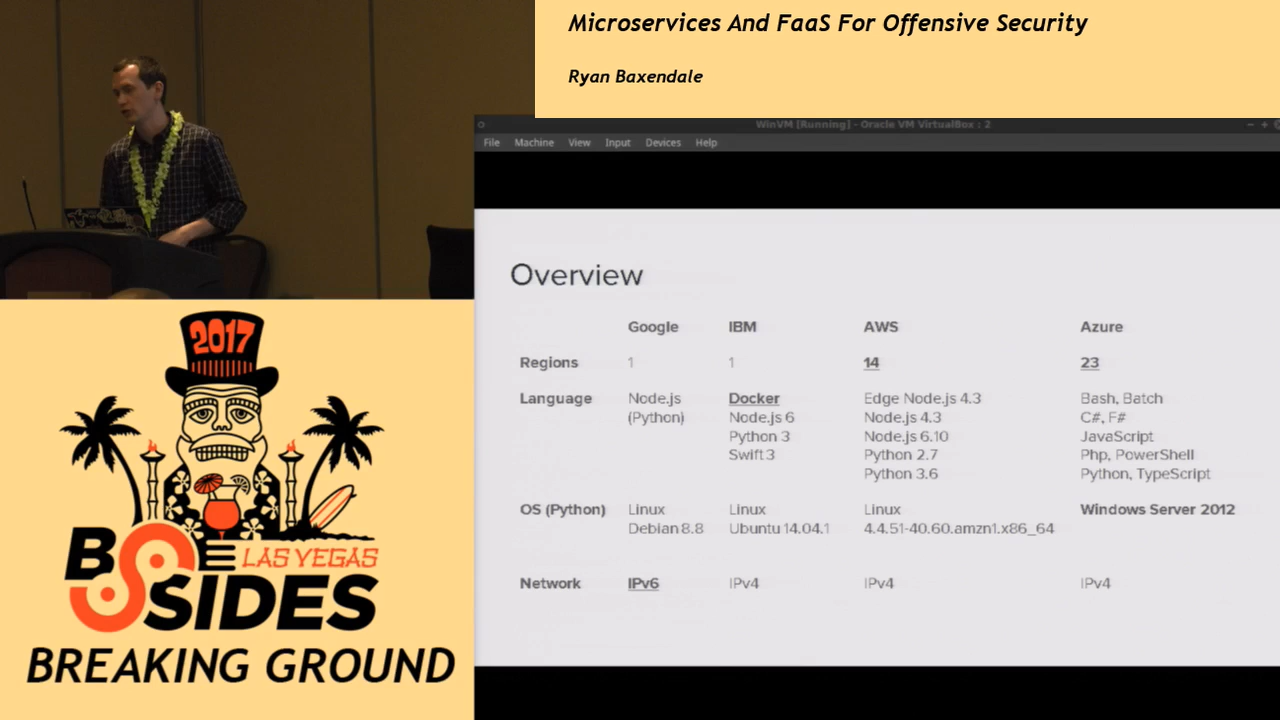 Microservices And FaaS For Offensive Security
Ryan Baxendale
WinVM [Running] - Oracle VM VirtualBox : 2
File Machine View Input Devices Help
Overview
Google IBM AWS Azure
Regions 1 1 14 23
Language Node.js Docker Edge Node.js 4.3 Bash, Batch
(Python) Node.js 6 Node.js 4.3 C#, F#
Python 3 Node.js 6.10 JavaScript
Swift 3 Python 2.7 Php, PowerShell
Python 3.6 Python, TypeScript
OS (Python) Linux Linux Linux Windows Server 2012
Debian 8.8 Ubuntu 14.04.1 4.4.51-40.60.amzn1.x86_64
Network IPv6 IPv4 IPv4 IPv4
2017
BSIDES
LAS VEGAS
BREAKING GROUND